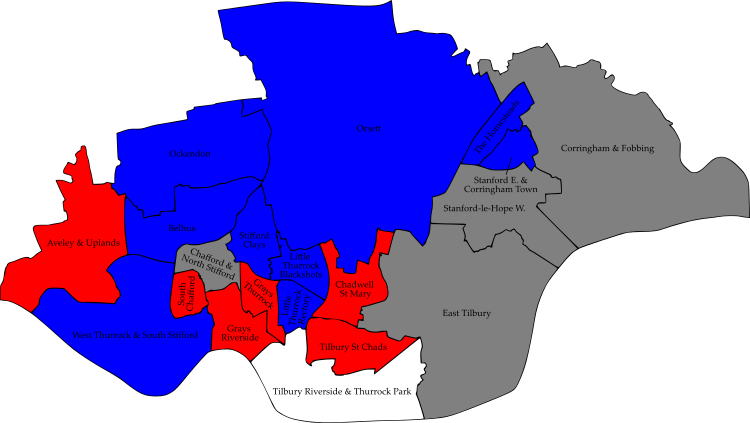 Orsett
The Homesteads
Corringham & Fobbing
Ockendon
Stanford E. &
Corringham Town
Stanford-le-Hope W.
Belhus
Stifford
Clays
Aveley & Uplands
Chafford &
North Stifford
Little
Thurrock
Blackshots
South
Chafford
Grays
Thurrock
Chadwell
St Mary
Little
Thurrock
East Tilbury
West Thurrock & South Stifford
Grays
Riverside
Tilbury St Chads
Tilbury Riverside & Thurrock Park